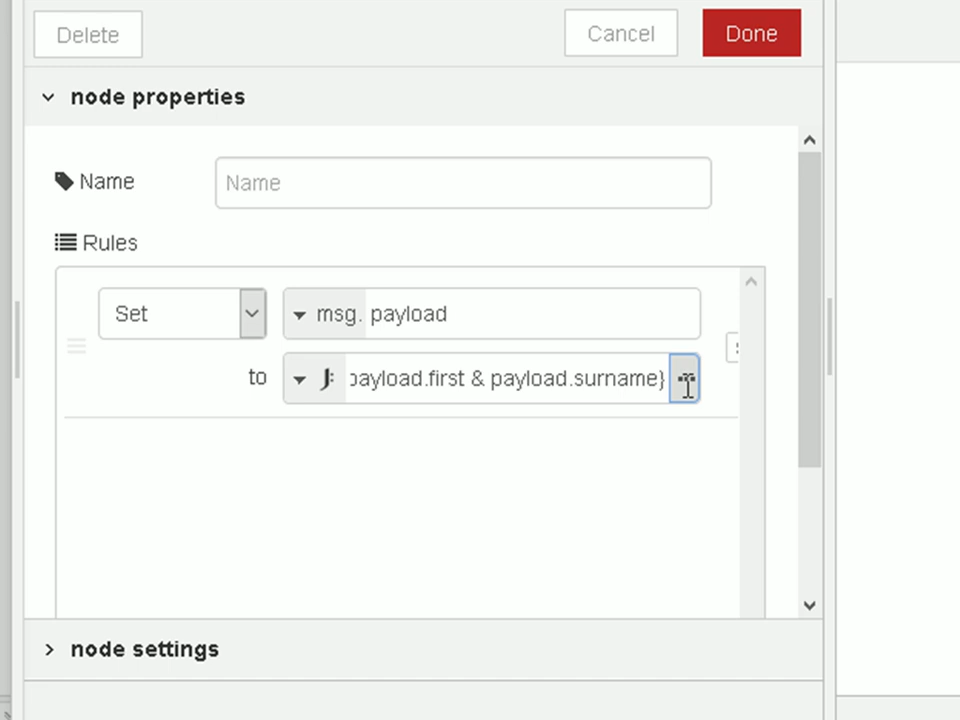 Delete Cancel Done
node properties
Name Name
Rules
Set msg. payload
to J: payload.first & payload.surname}
node settings